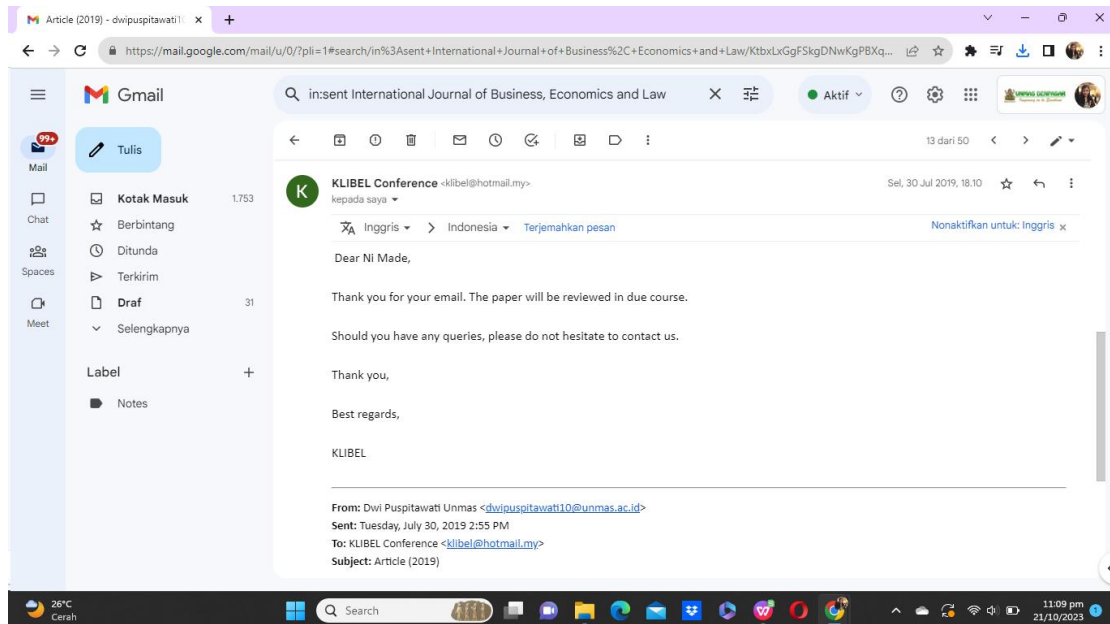 Article (2019) - dwipuspitawati1
https://mail.google.com/mail/u/0/?pli=1#search/in%3Asent+International+Journal+of+Business%2C+Economics+and+Law/KtbxLxGgFSkgDNwKgPBXq...
Gmail
in:sent International Journal of Business, Economics and Law
Aktif
99+
Mail
Chat
Spaces
Meet
Tulis
Kotak Masuk 1.753
Berbintang
Ditunda
Terkirim
Draf 31
Selengkapnya
Label
Notes
13 dari 50
KLIBEL Conference <klibel@hotmail.my>
Sel, 30 Jul 2019, 18.10
kepada saya
Inggris > Indonesia Terjemahkan pesan
Nonaktifkan untuk: Inggris x
K
Dear Ni Made,
Thank you for your email. The paper will be reviewed in due course.
Should you have any queries, please do not hesitate to contact us.
Thank you,
Best regards,
KLIBEL
From: Dwi Puspitawati Unmas <dwipuspitawati10@unmas.ac.id>
Sent: Tuesday, July 30, 2019 2:55 PM
To: KLIBEL Conference <klibel@hotmail.my>
Subject: Article (2019)
26°C
Cerah
Search
11:09 pm
21/10/2023
1